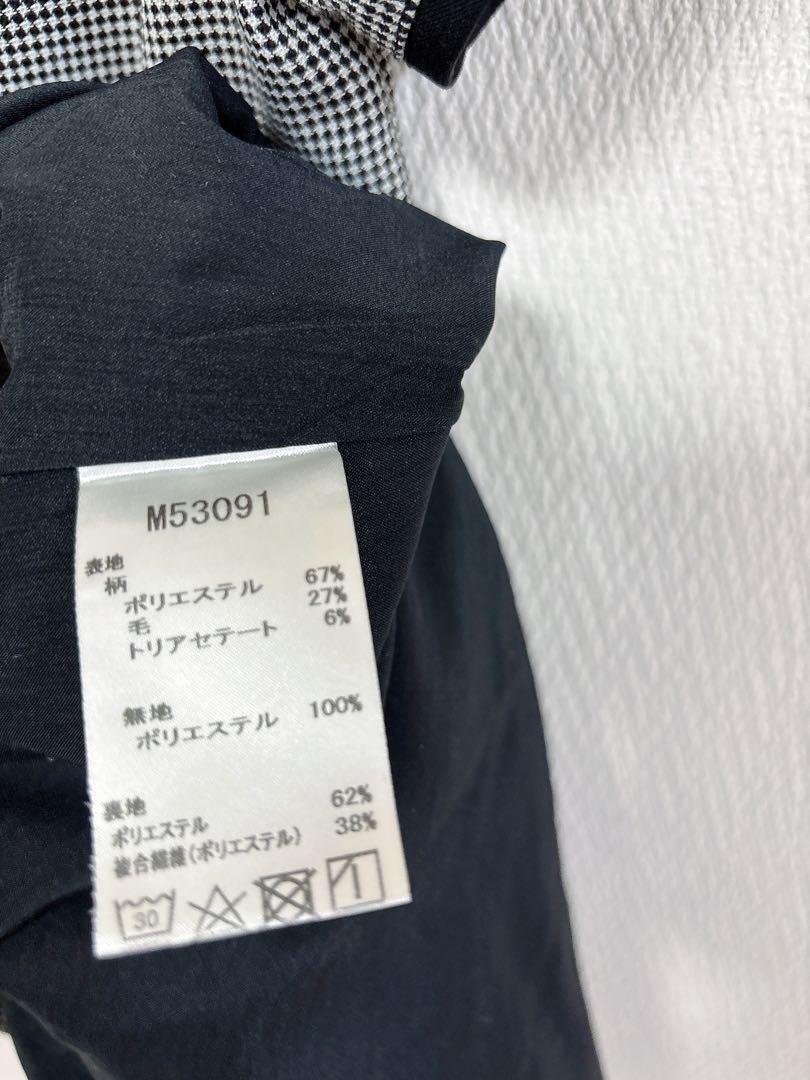 M53091
表地
柄
ポリエステル 67%
毛 27%
トリアセテート 6%
無地
ポリエステル 100%
裏地
ポリエステル 62%
複合繊維(ポリエステル) 38%
30